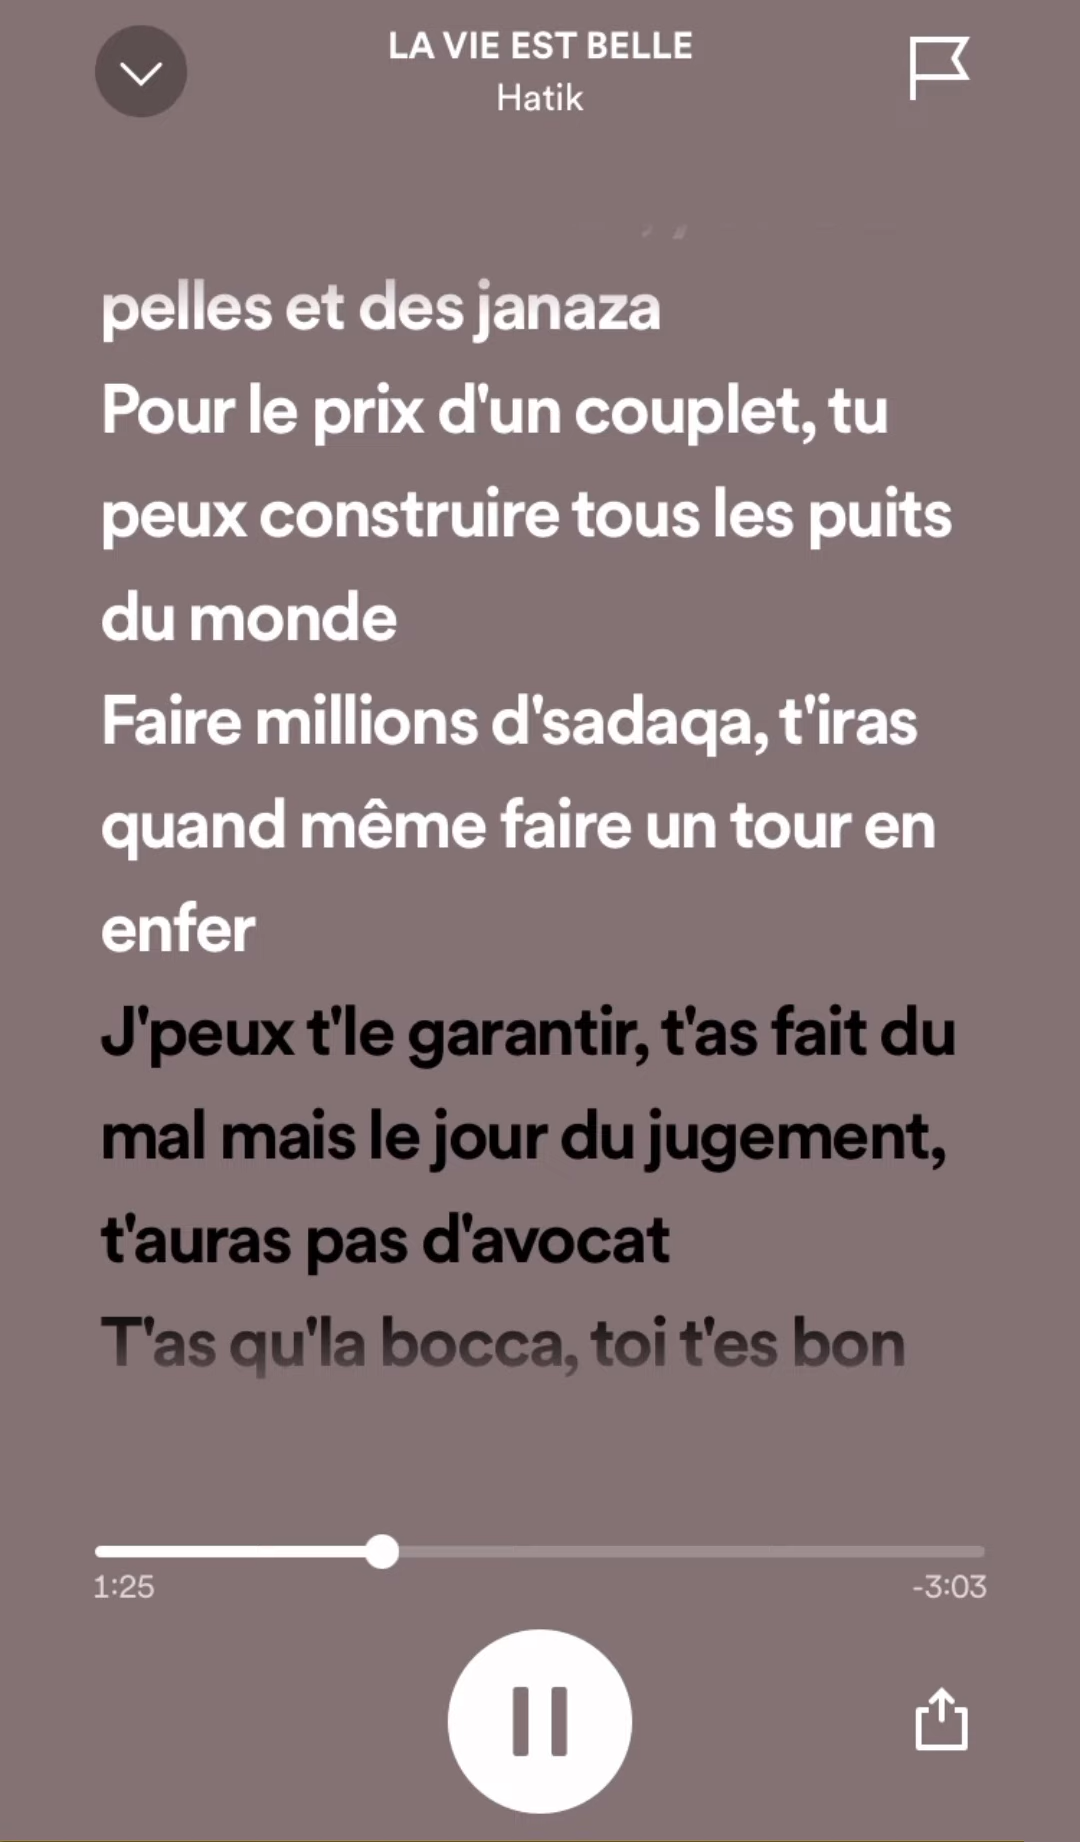 LA VIE EST BELLE
Hatik
pelles et des janaza
Pour le prix d'un couplet, tu
peux construire tous les puits
du monde
Faire millions d'sadaqa, t'iras
quand même faire un tour en
enfer
J'peux t'le garantir, t'as fait du
mal mais le jour du jugement,
t'auras pas d'avocat
T'as qu'la bocca, toi t'es bon
1:25
-3:03